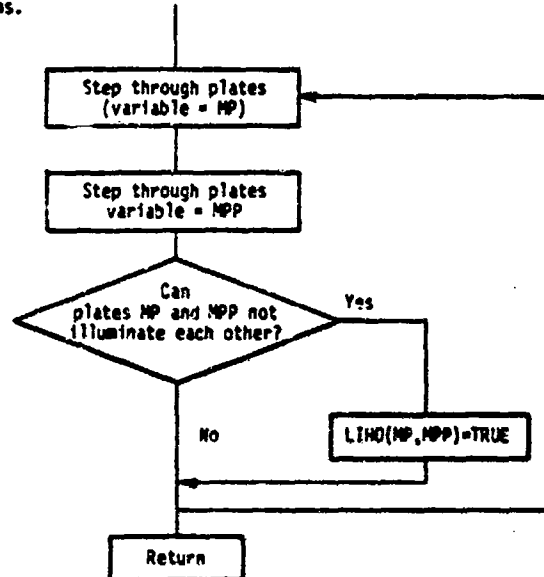 Step through plates
(variable = MP)
Step through plates
variable = MPP
Can
plates MP and MPP not
illuminate each other?
Yes
No
LIHD(MP,MPP)=TRUE
Return